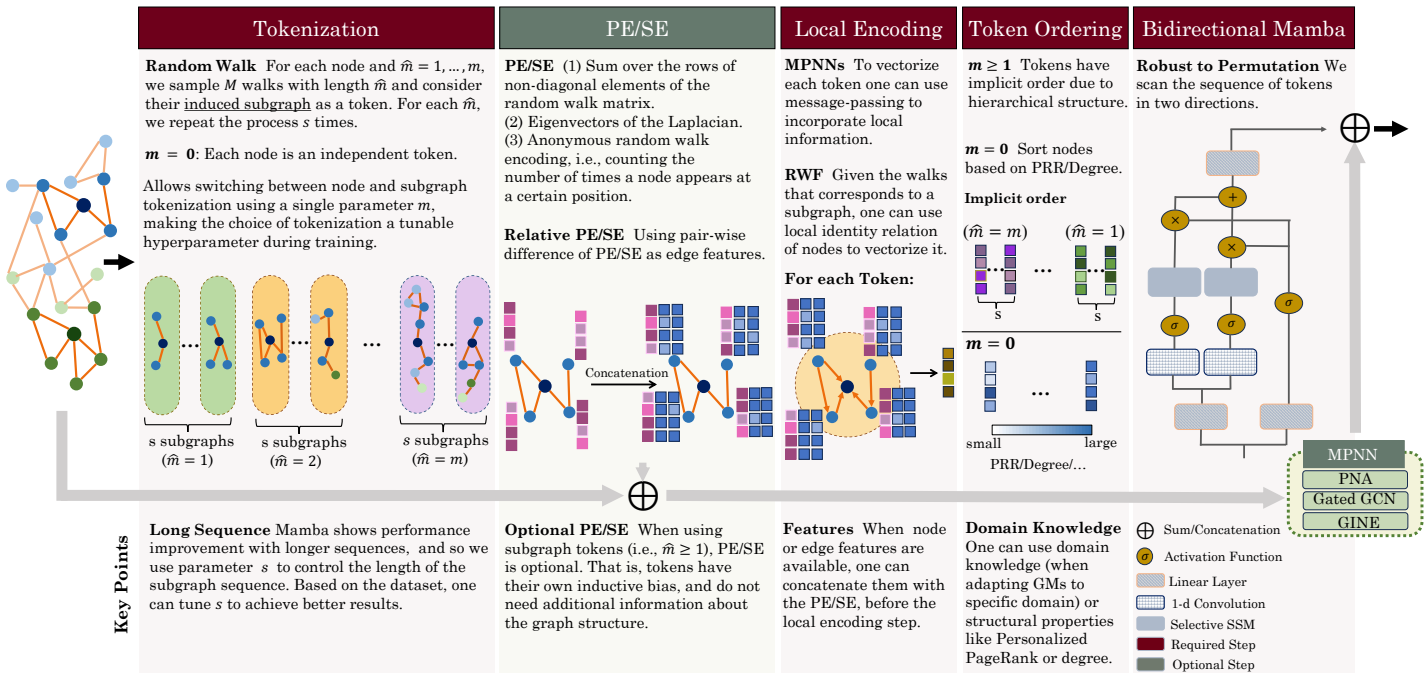 Tokenization
Random Walk For each node and m̂ = 1, … , m,
we sample M walks with length m̂ and consider
their induced subgraph as a token. For each m̂,
we repeat the process s times.
m = 0: Each node is an independent token.
Allows switching between node and subgraph
tokenization using a single parameter m,
making the choice of tokenization a tunable
hyperparameter during training.
... ... ... ...
s subgraphs
(m̂ = 1)
s subgraphs
(m̂ = 2)
s subgraphs
(m̂ = m)
PE/SE
PE/SE (1) Sum over the rows of
non-diagonal elements of the
random walk matrix.
(2) Eigenvectors of the Laplacian.
(3) Anonymous random walk
encoding, i.e., counting the
number of times a node appears at
a certain position.
Relative PE/SE Using pair-wise
difference of PE/SE as edge features.
Concatenation
Local Encoding
MPNNs To vectorize
each token one can use
message-passing to
incorporate local
information.
RWF Given the walks
that corresponds to a
subgraph, one can use
local identity relation
of nodes to vectorize it.
For each Token:
Token Ordering
m ≥ 1 Tokens have
implicit order due to
hierarchical structure.
m = 0 Sort nodes
based on PRR/Degree.
Implicit order
(m̂ = m) (m̂ = 1)
... ... ...
s s
m = 0
...
small large
PRR/Degree/…
Bidirectional Mamba
Robust to Permutation We
scan the sequence of tokens
in two directions.
+
× ×
σ
σ σ
MPNN
PNA
Gated GCN
GINE
Key Points
Long Sequence Mamba shows performance
improvement with longer sequences, and so we
use parameter s to control the length of the
subgraph sequence. Based on the dataset, one
can tune s to achieve better results.
Optional PE/SE When using
subgraph tokens (i.e., m̂ ≥ 1), PE/SE
is optional. That is, tokens have
their own inductive bias, and do not
need additional information about
the graph structure.
Features When node
or edge features are
available, one can
concatenate them with
the PE/SE, before the
local encoding step.
Domain Knowledge
One can use domain
knowledge (when
adapting GMs to
specific domain) or
structural properties
like Personalized
PageRank or degree.
Sum/Concatenation
σ Activation Function
Linear Layer
1-d Convolution
Selective SSM
Required Step
Optional Step